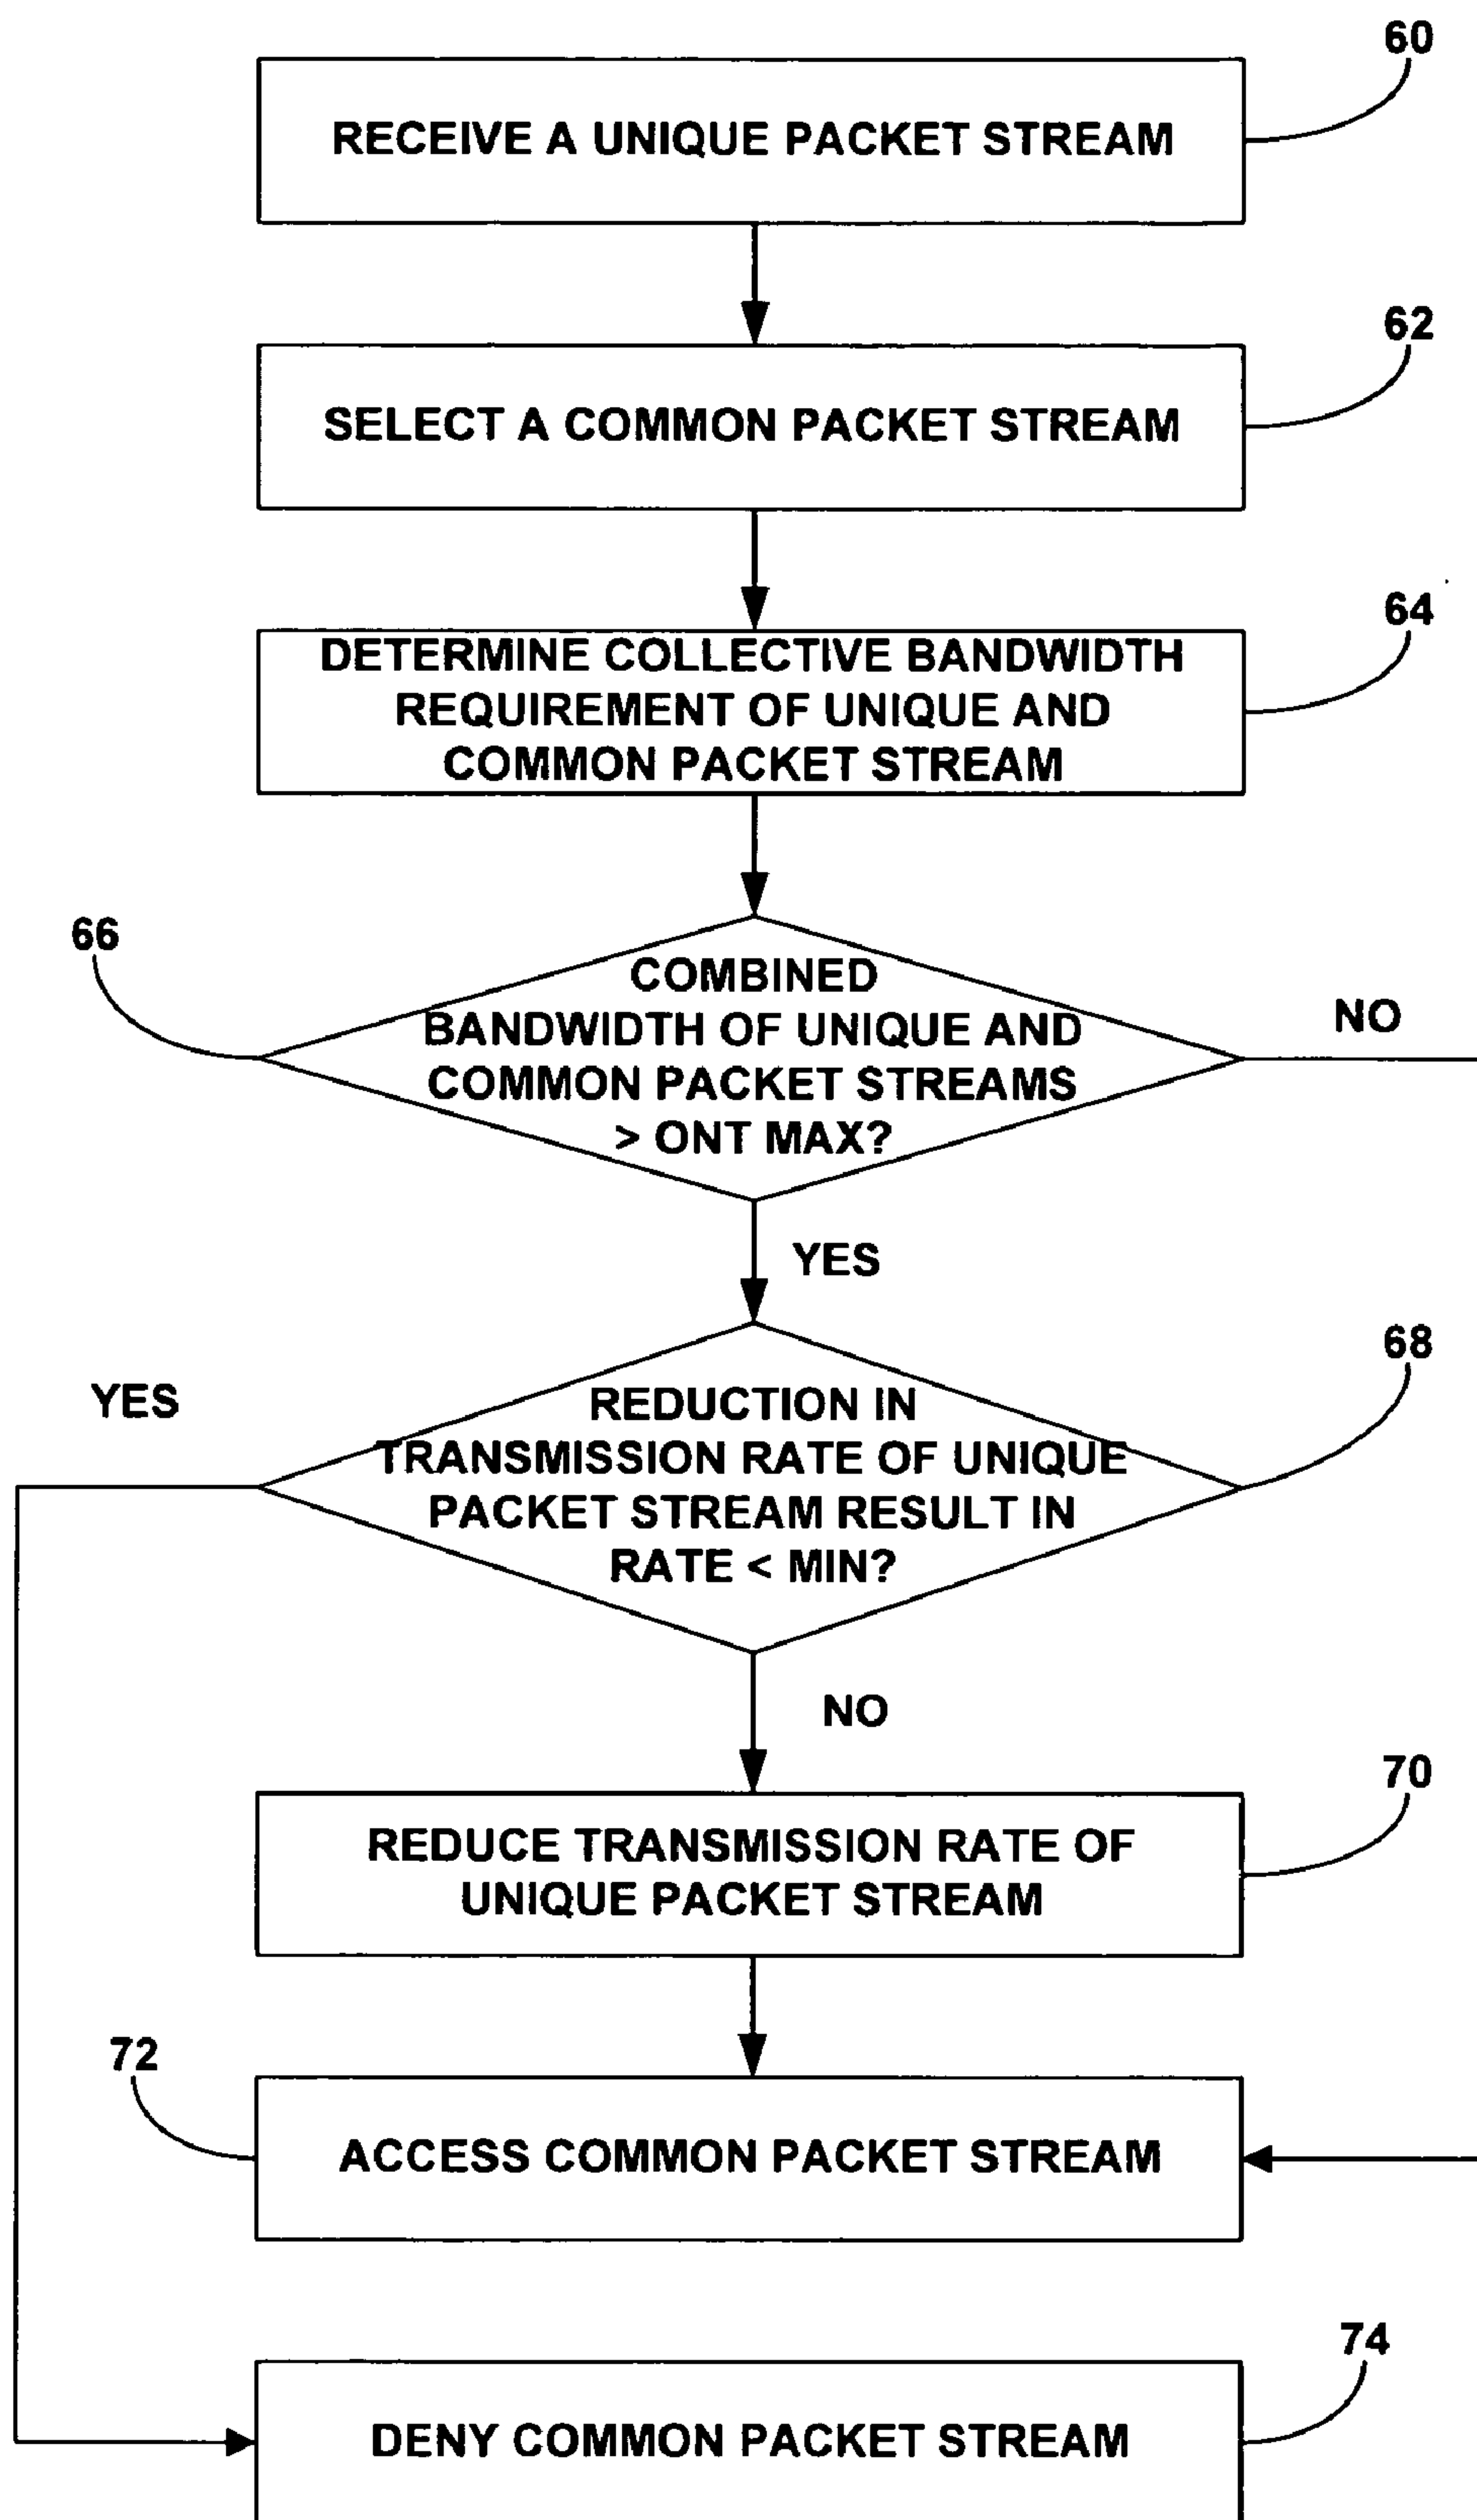 60
RECEIVE A UNIQUE PACKET STREAM
62
SELECT A COMMON PACKET STREAM
64
DETERMINE COLLECTIVE BANDWIDTH
REQUIREMENT OF UNIQUE AND
COMMON PACKET STREAM
66
COMBINED
BANDWIDTH OF UNIQUE AND
COMMON PACKET STREAMS
> ONT MAX?
NO
YES
68
YES
REDUCTION IN
TRANSMISSION RATE OF UNIQUE
PACKET STREAM RESULT IN
RATE < MIN?
NO
70
REDUCE TRANSMISSION RATE OF
UNIQUE PACKET STREAM
72
ACCESS COMMON PACKET STREAM
74
DENY COMMON PACKET STREAM